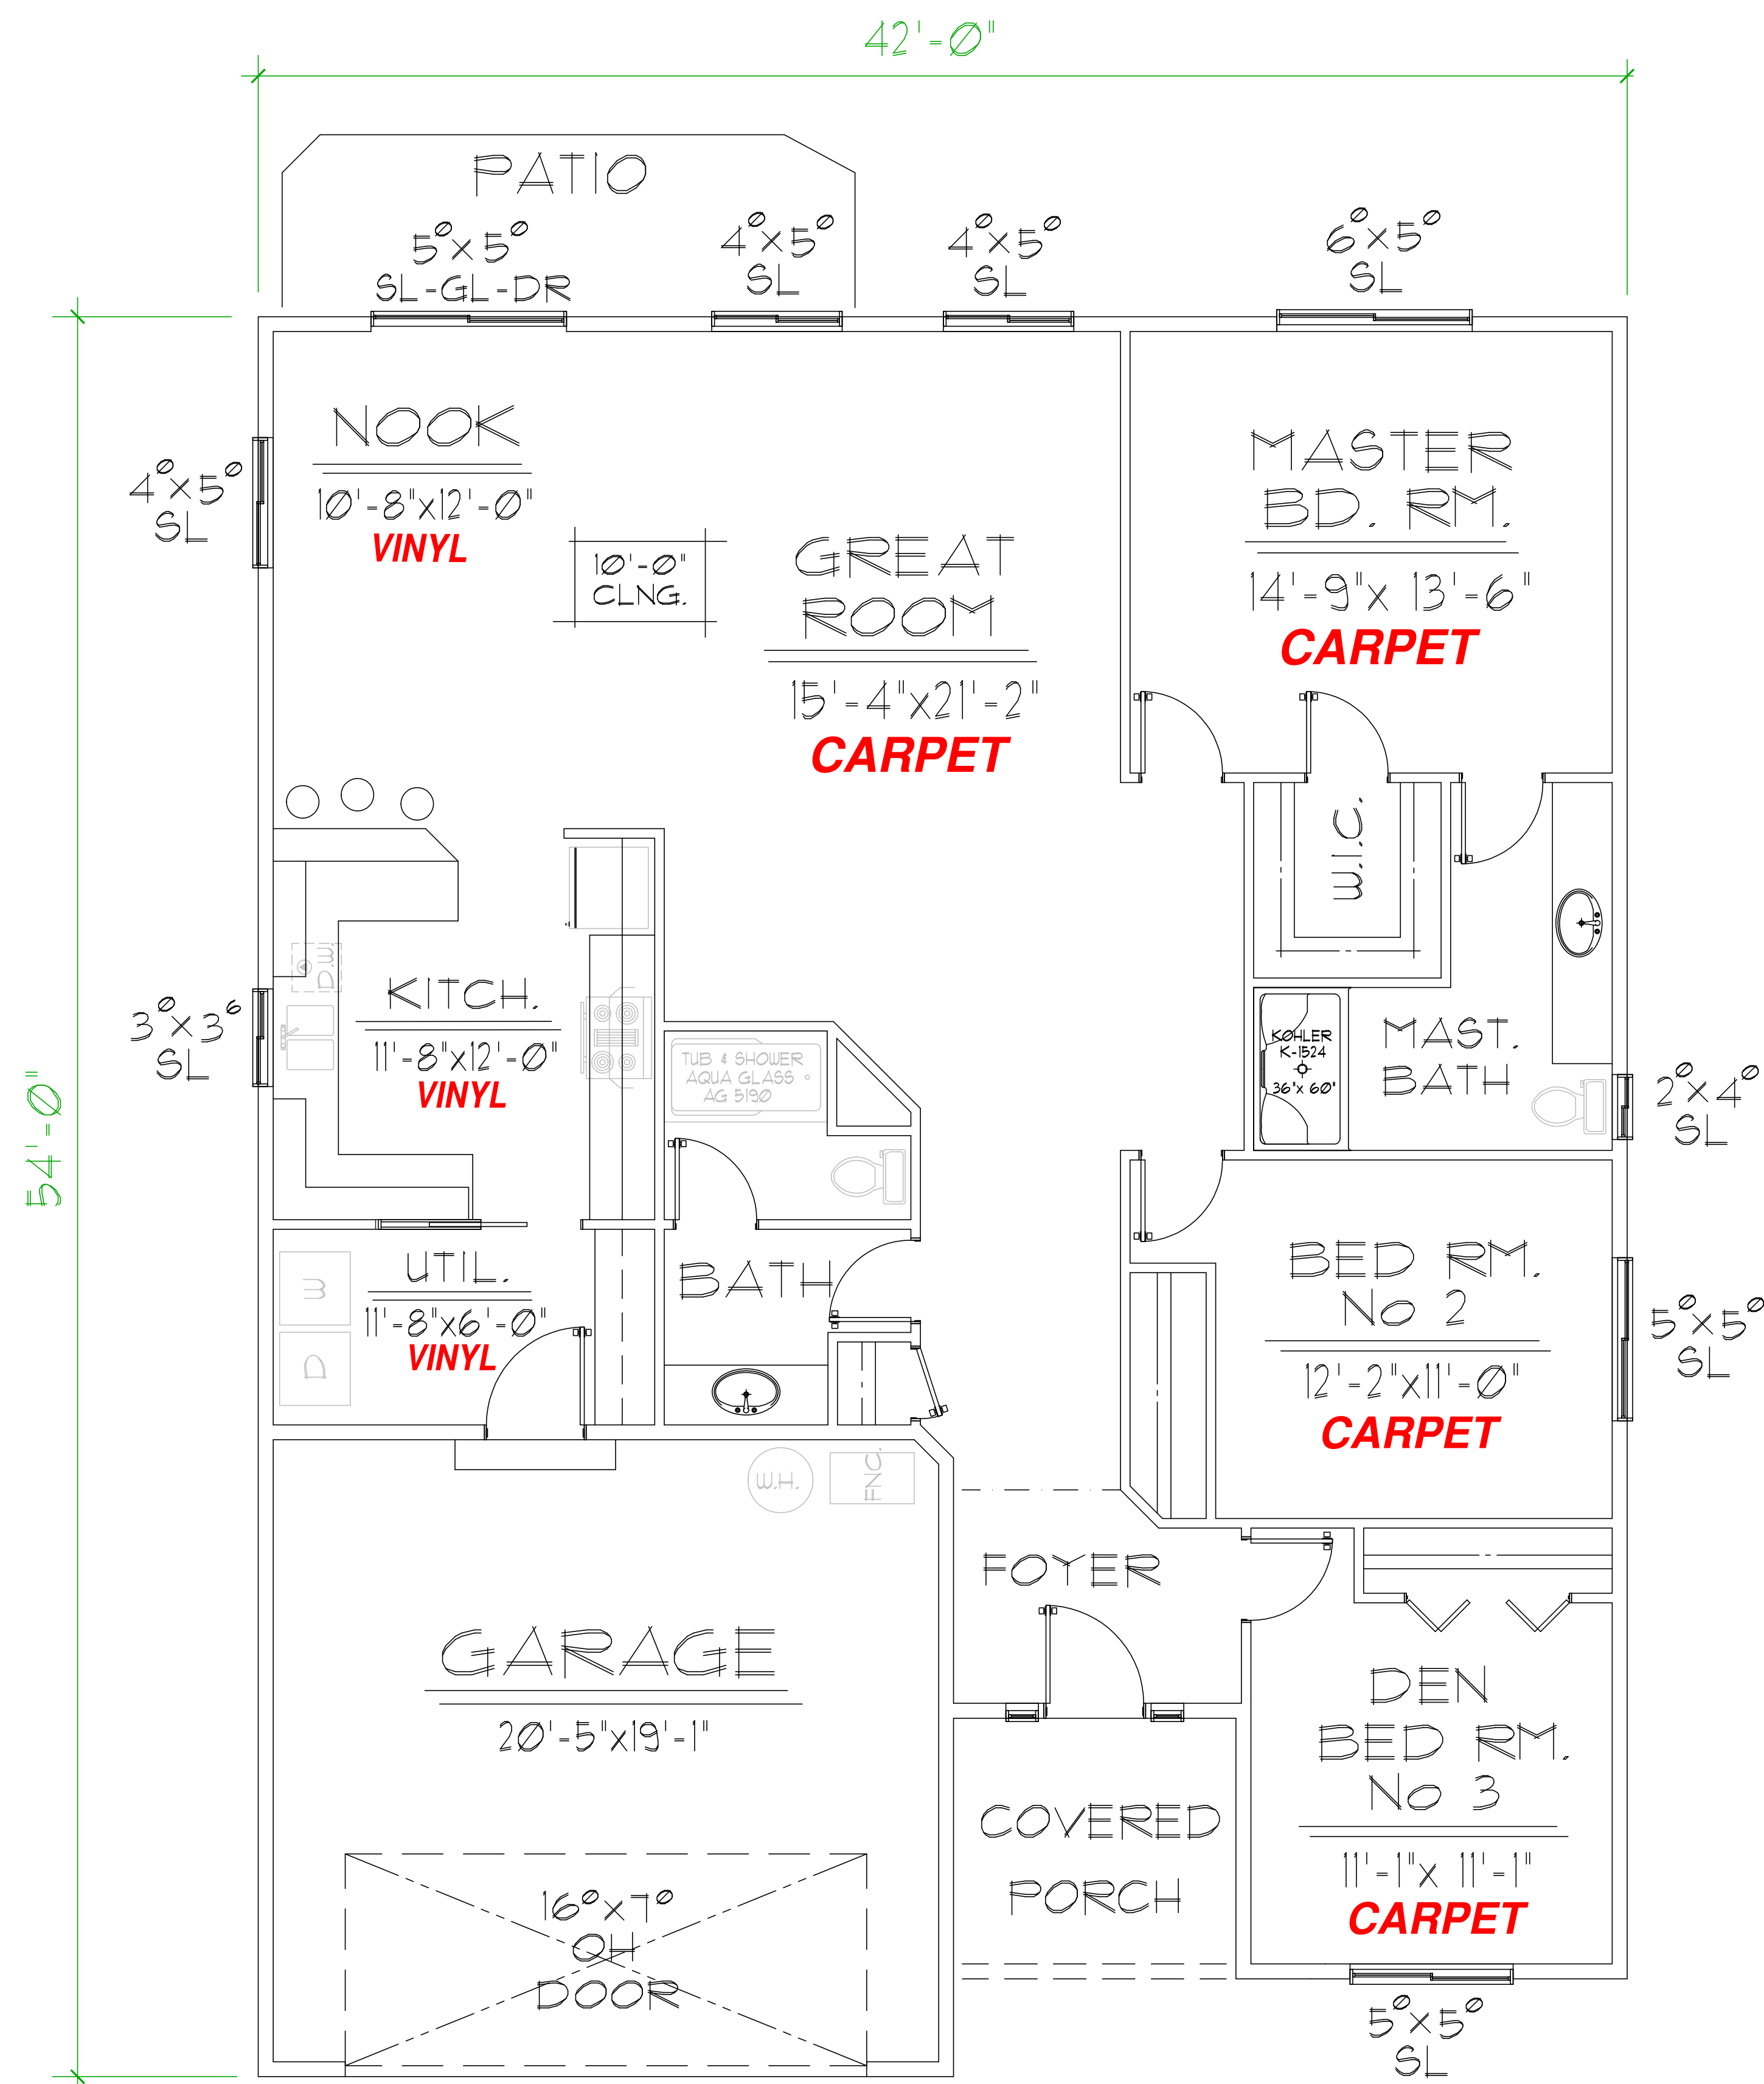 42'-0"
PATIO
5⁰x5⁰
SL-GL-DR
4⁰x5⁰
SL
4⁰x5⁰
SL
6⁰x5⁰
SL
NOOK
10'-8"x12'-0"
VINYL
4⁰x5⁰
SL
10'-0"
CLNG.
GREAT
ROOM
15'-4"x21'-2"
CARPET
MASTER
BD. RM.
14'-9"x 13'-6"
CARPET
W.I.C.
D.W.
KITCH.
11'-8"x12'-0"
VINYL
3⁰x3⁶
SL
54'-0"
TUB & SHOWER
AQUA GLASS
AG 5190
KOHLER
K-1524
36"x 60"
MAST.
BATH
2⁰x4⁰
SL
W
D
UTIL.
11'-8"x6'-0"
VINYL
BATH
BED RM.
No 2
12'-2"x11'-0"
CARPET
5⁰x5⁰
SL
W.H.
FNC.
FOYER
GARAGE
20'-5"x19'-1"
DEN
BED RM.
No 3
11'-1"x 11'-1"
CARPET
COVERED
PORCH
16⁰x7⁰
OH
DOOR
5⁰x5⁰
SL